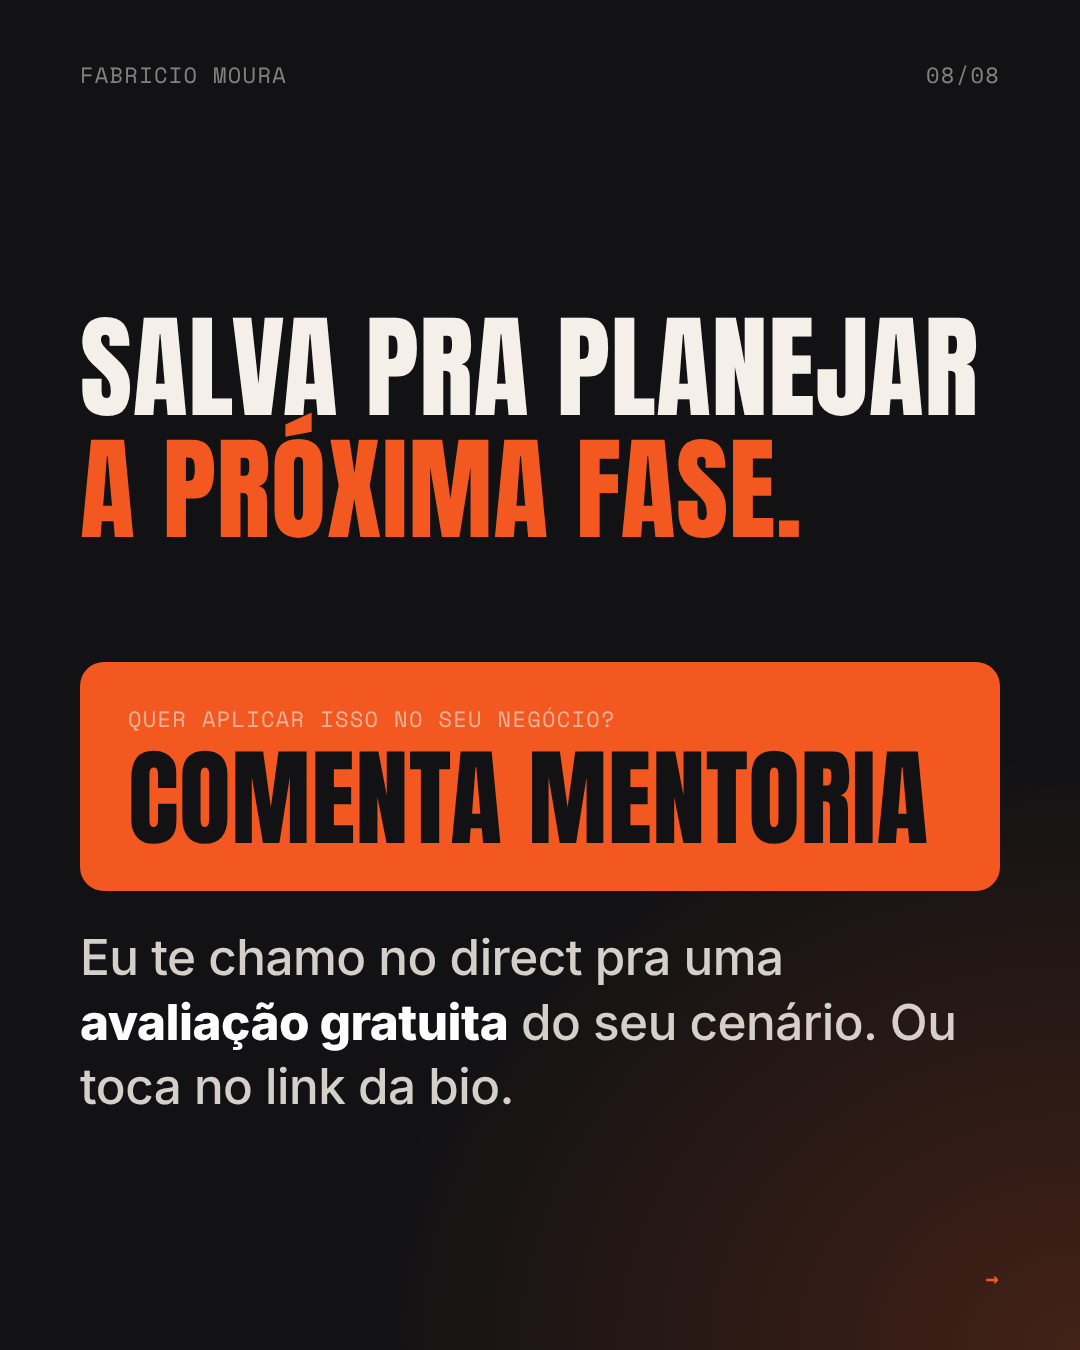 FABRICIO MOURA
08/08
SALVA PRA PLANEJAR
A PRÓXIMA FASE.
QUER APLICAR ISSO NO SEU NEGÓCIO?
COMENTA MENTORIA
Eu te chamo no direct pra uma
avaliação gratuita do seu cenário. Ou
toca no link da bio.
→